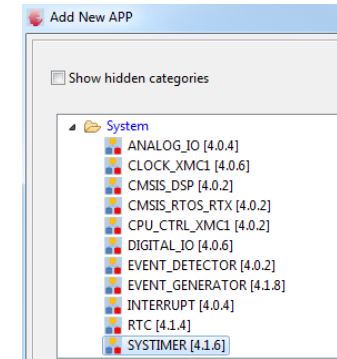 Add New APP
Show hidden categories
System
ANALOG_IO [4.0.4]
CLOCK_XMC1 [4.0.6]
CMSIS_DSP [4.0.2]
CMSIS_RTOS_RTX [4.0.2]
CPU_CTRL_XMC1 [4.0.2]
DIGITAL_IO [4.0.6]
EVENT_DETECTOR [4.0.2]
EVENT_GENERATOR [4.1.8]
INTERRUPT [4.0.4]
RTC [4.1.4]
SYSTIMER [4.1.6]